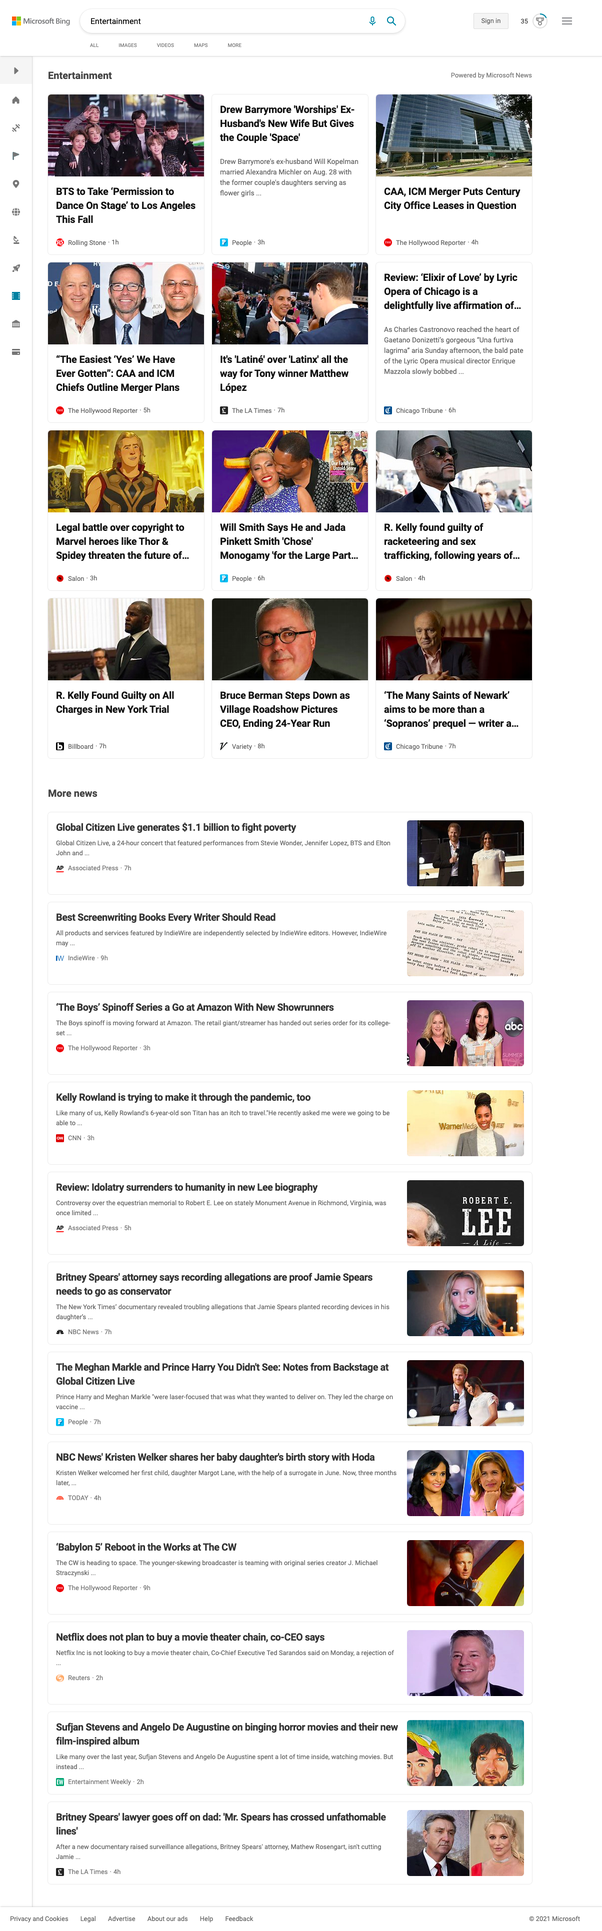 Microsoft Bing
Entertainment
Sign in
35
ALL IMAGES VIDEOS MAPS MORE
Entertainment
Powered by Microsoft News
BTS to Take ‘Permission to
Dance On Stage’ to Los Angeles
This Fall
Rolling Stone · 1h
Drew Barrymore 'Worships' Ex-
Husband's New Wife But Gives
the Couple 'Space'
Drew Barrymore's ex-husband Will Kopelman
married Alexandra Michler on Aug. 28 with
the former couple's daughters serving as
flower girls ...
People · 3h
CAA, ICM Merger Puts Century
City Office Leases in Question
The Hollywood Reporter · 4h
“The Easiest ‘Yes’ We Have
Ever Gotten”: CAA and ICM
Chiefs Outline Merger Plans
The Hollywood Reporter · 5h
It's 'Latiné' over 'Latinx' all the
way for Tony winner Matthew
López
The LA Times · 7h
Review: ‘Elixir of Love’ by Lyric
Opera of Chicago is a
delightfully live affirmation of...
As Charles Castronovo reached the heart of
Gaetano Donizetti's gorgeous “Una furtiva
lagrima” aria Sunday afternoon, the bald pate
of the Lyric Opera musical director Enrique
Mazzola slowly bobbed ...
Chicago Tribune · 6h
Legal battle over copyright to
Marvel heroes like Thor &
Spidey threaten the future of...
Salon · 3h
People
Will Smith Says He and Jada
Pinkett Smith 'Chose'
Monogamy 'for the Large Part...
People · 6h
R. Kelly found guilty of
racketeering and sex
trafficking, following years of...
Salon · 4h
R. Kelly Found Guilty on All
Charges in New York Trial
Billboard · 7h
Bruce Berman Steps Down as
Village Roadshow Pictures
CEO, Ending 24-Year Run
Variety · 8h
‘The Many Saints of Newark’
aims to be more than a
‘Sopranos’ prequel — writer a...
Chicago Tribune · 7h
More news
Global Citizen Live generates $1.1 billion to fight poverty
Global Citizen Live, a 24-hour concert that featured performances from Stevie Wonder, Jennifer Lopez, BTS and Elton
John and ...
AP Associated Press · 7h
Best Screenwriting Books Every Writer Should Read
All products and services featured by IndieWire are independently selected by IndieWire editors. However, IndieWire
may ...
IW IndieWire · 9h
‘The Boys’ Spinoff Series a Go at Amazon With New Showrunners
The Boys spinoff is moving forward at Amazon. The retail giant/streamer has handed out series order for its college-
set ...
The Hollywood Reporter · 3h
abc
Kelly Rowland is trying to make it through the pandemic, too
Like many of us, Kelly Rowland's 6-year-old son Titan has an itch to travel."He recently asked me were we going to be
able to ...
CNN · 3h
WarnerMedia
Review: Idolatry surrenders to humanity in new Lee biography
Controversy over the equestrian memorial to Robert E. Lee on stately Monument Avenue in Richmond, Virginia, was
once limited ...
AP Associated Press · 5h
ROBERT E.
LEE
A Life
Britney Spears' attorney says recording allegations are proof Jamie Spears
needs to go as conservator
The New York Times' documentary revealed troubling allegations that Jamie Spears planted recording devices in his
daughter's ...
NBC News · 7h
The Meghan Markle and Prince Harry You Didn't See: Notes from Backstage at
Global Citizen Live
Prince Harry and Meghan Markle "were laser-focused that was what they wanted to deliver on. They led the charge on
vaccine ...
People · 7h
NBC News' Kristen Welker shares her baby daughter's birth story with Hoda
Kristen Welker welcomed her first child, daughter Margot Lane, with the help of a surrogate in June. Now, three months
later, ...
TODAY · 4h
‘Babylon 5’ Reboot in the Works at The CW
The CW is heading to space. The younger-skewing broadcaster is teaming with original series creator J. Michael
Straczynski ...
The Hollywood Reporter · 9h
Netflix does not plan to buy a movie theater chain, co-CEO says
Netflix Inc is not looking to buy a movie theater chain, Co-Chief Executive Ted Sarandos said on Monday, a rejection of
...
Reuters · 2h
Sufjan Stevens and Angelo De Augustine on binging horror movies and their new
film-inspired album
Like many over the last year, Sufjan Stevens and Angelo De Augustine spent a lot of time inside, watching movies. But
instead ...
EW Entertainment Weekly · 2h
Britney Spears' lawyer goes off on dad: 'Mr. Spears has crossed unfathomable
lines'
After a new documentary raised surveillance allegations, Britney Spears' attorney, Mathew Rosengart, isn't cutting
Jamie ...
The LA Times · 4h
Privacy and Cookies Legal Advertise About our ads Help Feedback
© 2021 Microsoft